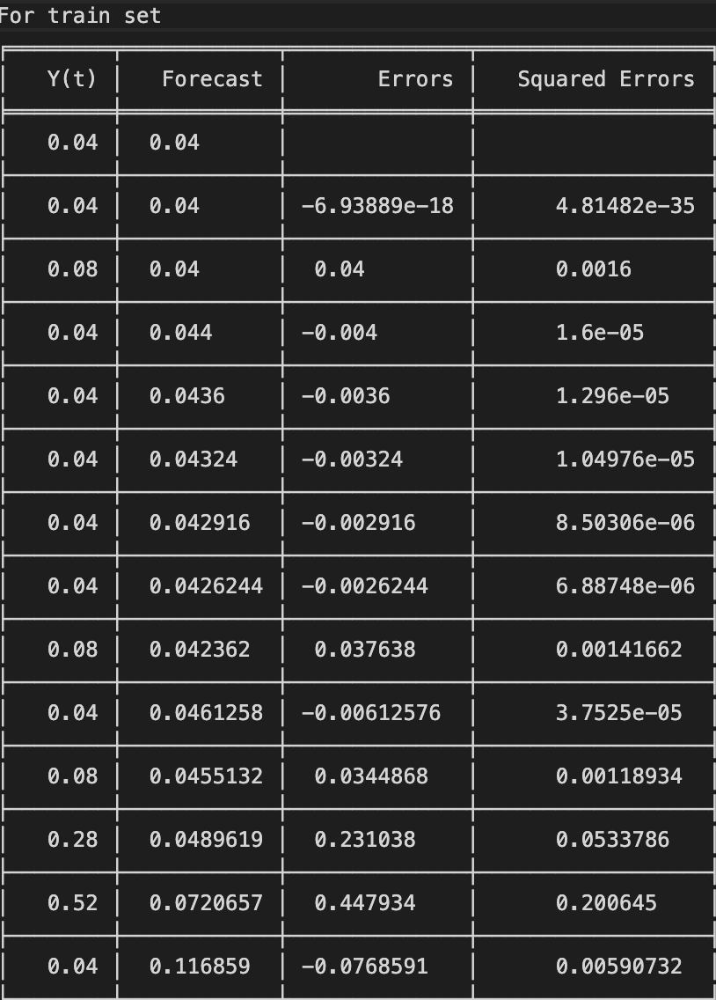 For train set
Y(t) Forecast Errors Squared Errors
0.04 0.04
0.04 0.04 -6.93889e-18 4.81482e-35
0.08 0.04 0.04 0.0016
0.04 0.044 -0.004 1.6e-05
0.04 0.0436 -0.0036 1.296e-05
0.04 0.04324 -0.00324 1.04976e-05
0.04 0.042916 -0.002916 8.50306e-06
0.04 0.0426244 -0.0026244 6.88748e-06
0.08 0.042362 0.037638 0.00141662
0.04 0.0461258 -0.00612576 3.7525e-05
0.08 0.0455132 0.0344868 0.00118934
0.28 0.0489619 0.231038 0.0533786
0.52 0.0720657 0.447934 0.200645
0.04 0.116859 -0.0768591 0.00590732